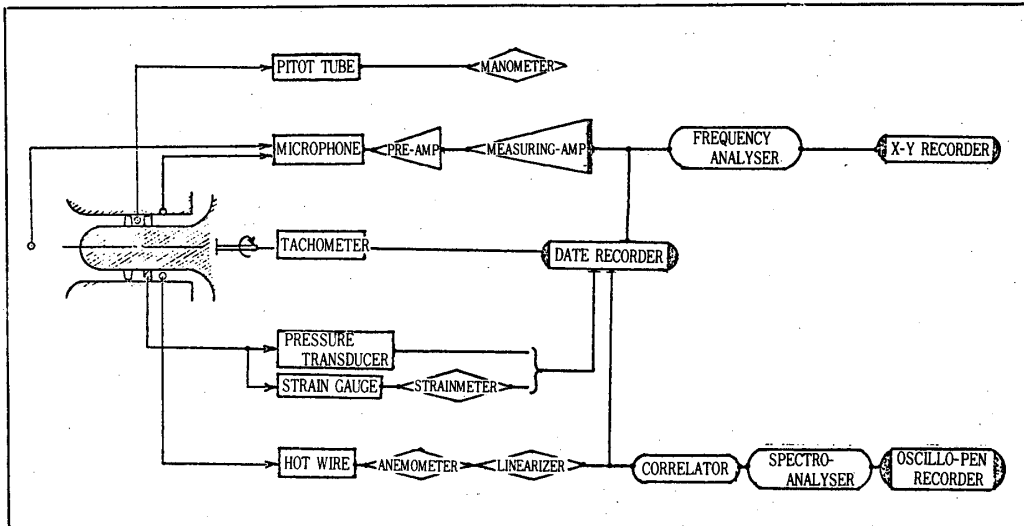 PITOT TUBE
MANOMETER
MICROPHONE
PRE-AMP
MEASURING-AMP
FREQUENCY
ANALYSER
X-Y RECORDER
TACHOMETER
DATE RECORDER
PRESSURE
TRANSDUCER
STRAIN GAUGE
STRAINMETER
HOT WIRE
ANEMOMETER
LINEARIZER
CORRELATOR
SPECTRO-
ANALYSER
OSCILLO-PEN
RECORDER